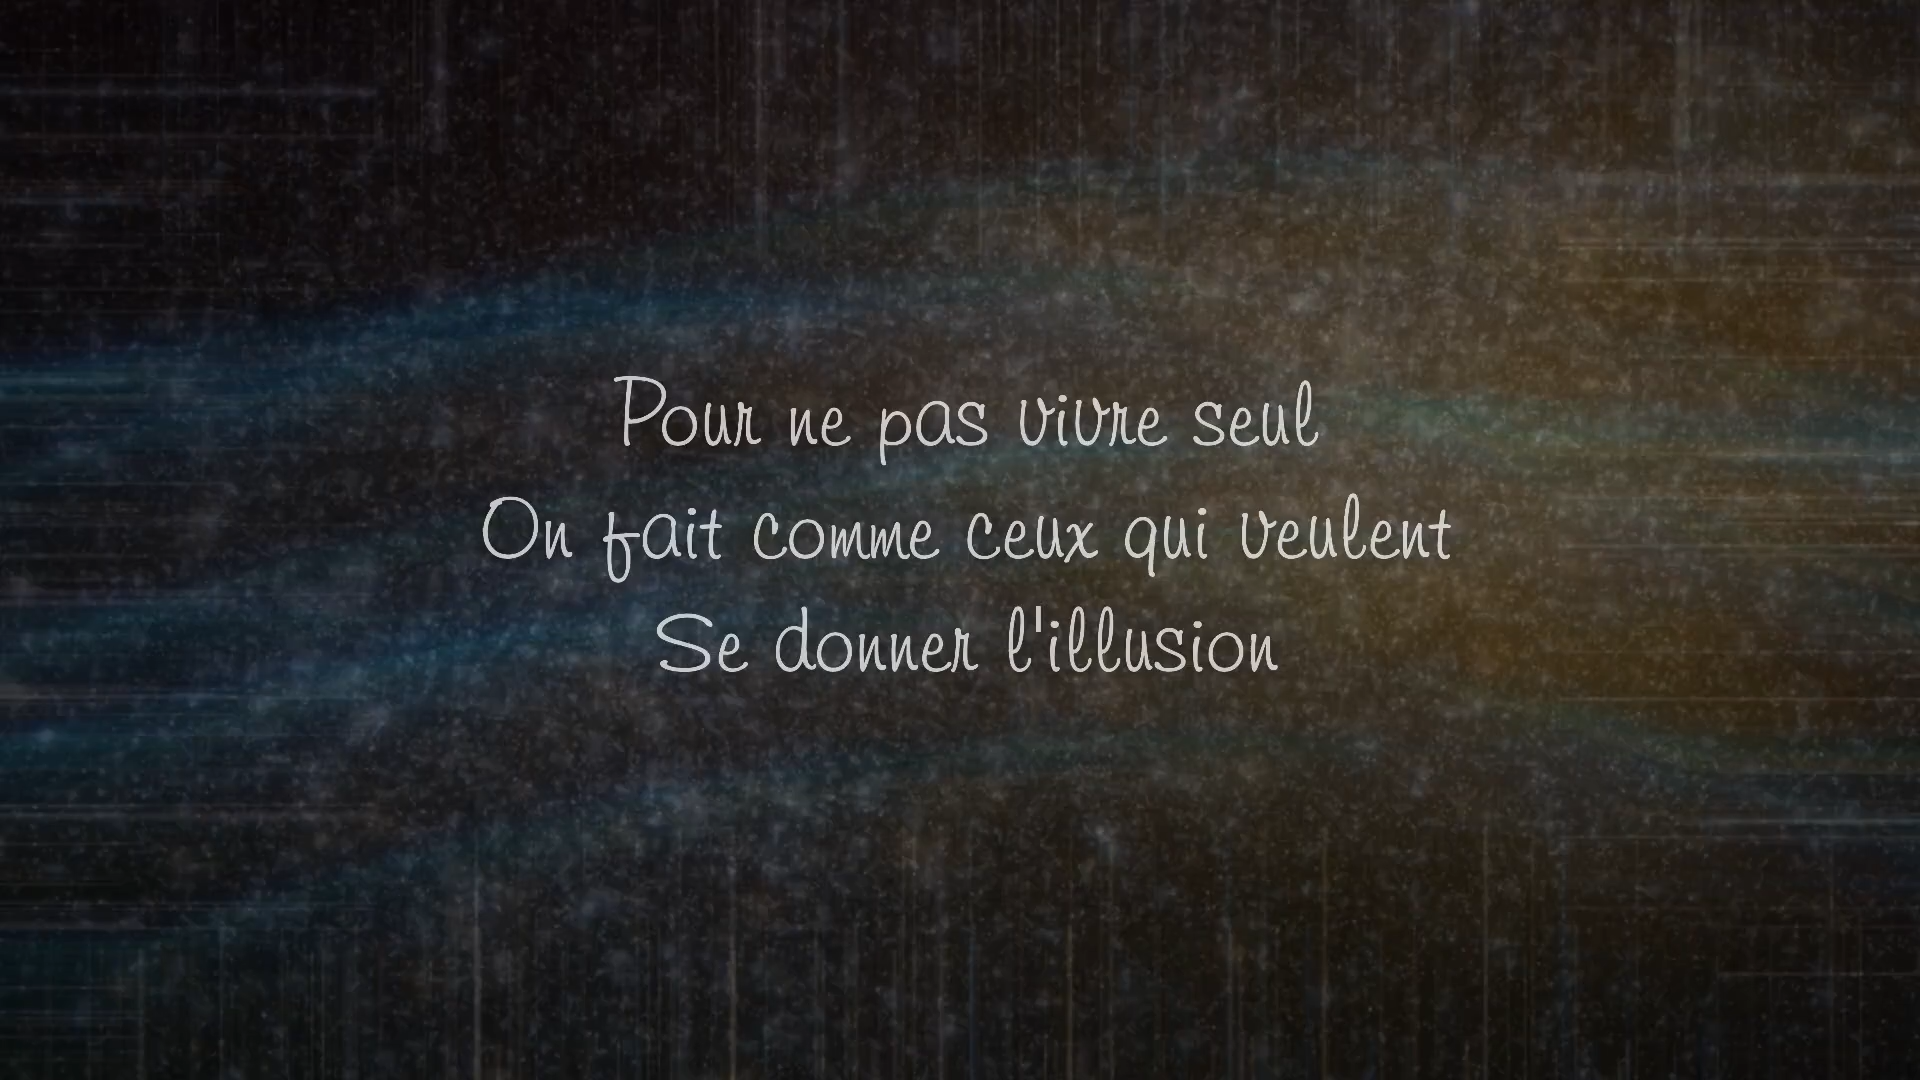 Pour ne pas vivre seul
On fait comme ceux qui veulent
Se donner l'illusion